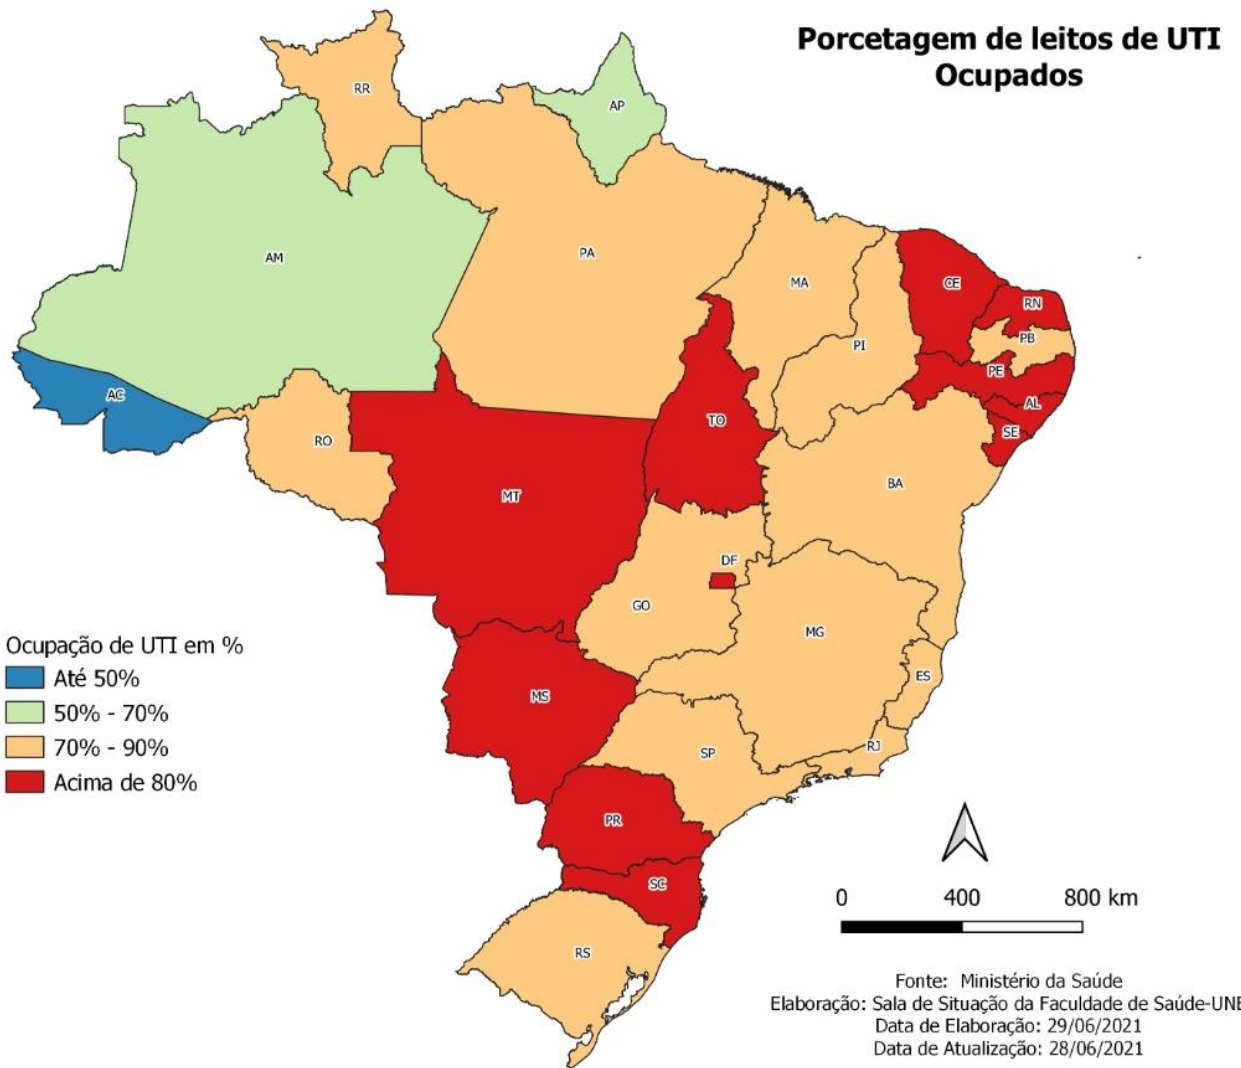 Porcetagem de leitos de UTI
Ocupados
RR
AP
AM
PA
MA
CE
RN
PB
PI
PE
AC
AL
TO
SE
RO
BA
MT
DF
GO
MG
ES
MS
RJ
SP
PR
SC
RS
Ocupação de UTI em %
Até 50%
50% - 70%
70% - 90%
Acima de 80%
0 400 800 km
Fonte: Ministério da Saúde
Elaboração: Sala de Situação da Faculdade de Saúde-UNB
Data de Elaboração: 29/06/2021
Data de Atualização: 28/06/2021